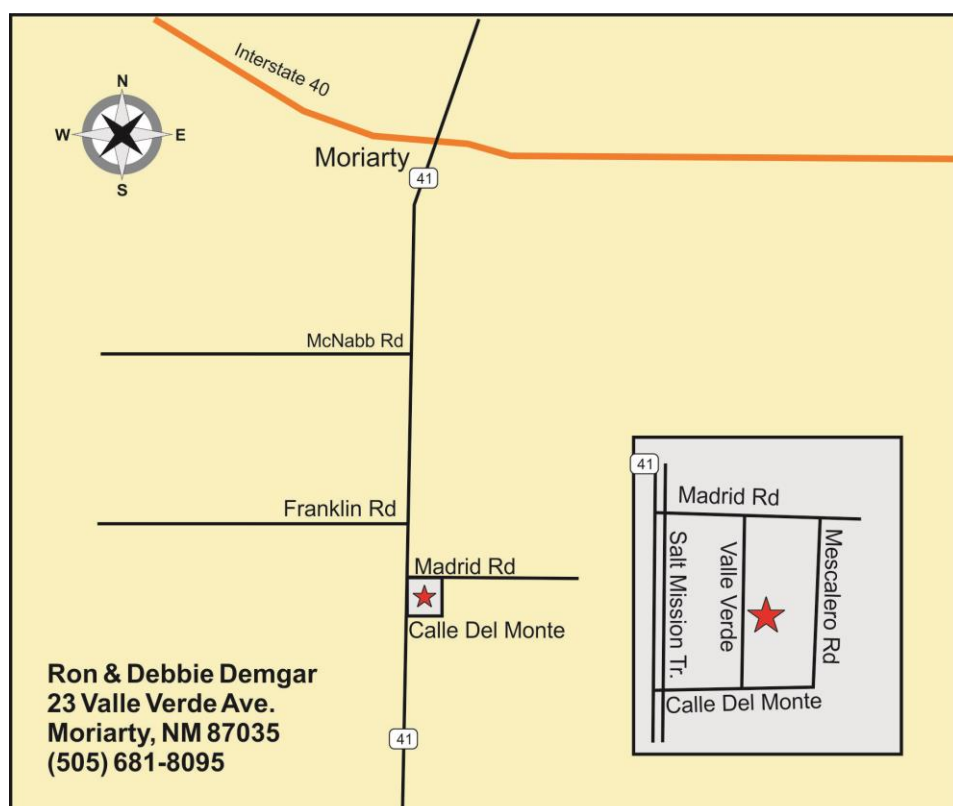 Interstate 40
N
W
E
S
Moriarty
41
McNabb Rd
Franklin Rd
Madrid Rd
Calle Del Monte
41
Ron & Debbie Demgar
23 Valle Verde Ave.
Moriarty, NM 87035
(505) 681-8095
41
Madrid Rd
Salt Mission Tr.
Valle Verde
Mescalero Rd
Calle Del Monte